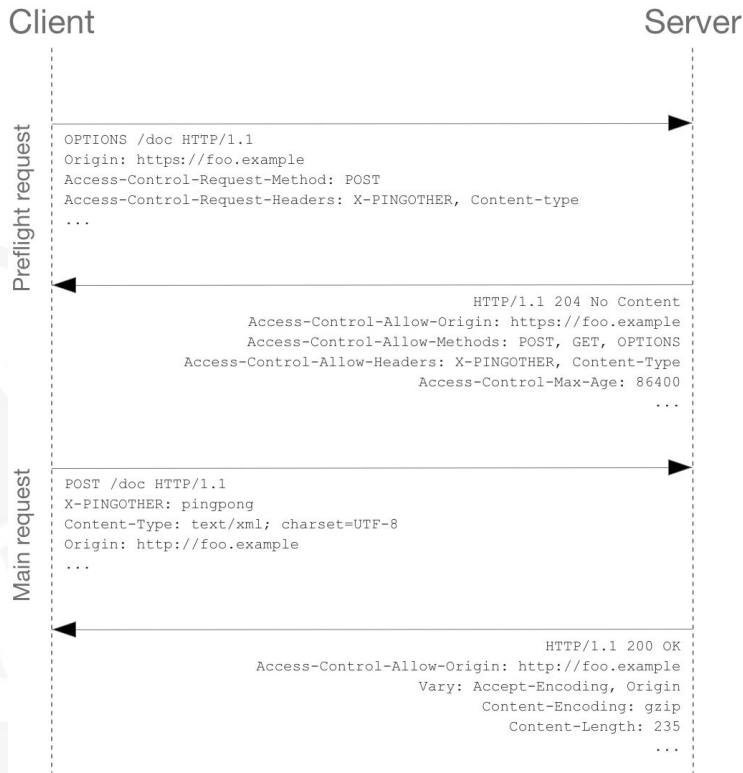 Client
Server
Preflight request
OPTIONS /doc HTTP/1.1
Origin: https://foo.example
Access-Control-Request-Method: POST
Access-Control-Request-Headers: X-PINGOTHER, Content-type
...
HTTP/1.1 204 No Content
Access-Control-Allow-Origin: https://foo.example
Access-Control-Allow-Methods: POST, GET, OPTIONS
Access-Control-Allow-Headers: X-PINGOTHER, Content-Type
Access-Control-Max-Age: 86400
...
Main request
POST /doc HTTP/1.1
X-PINGOTHER: pingpong
Content-Type: text/xml; charset=UTF-8
Origin: http://foo.example
...
HTTP/1.1 200 OK
Access-Control-Allow-Origin: http://foo.example
Vary: Accept-Encoding, Origin
Content-Encoding: gzip
Content-Length: 235
...